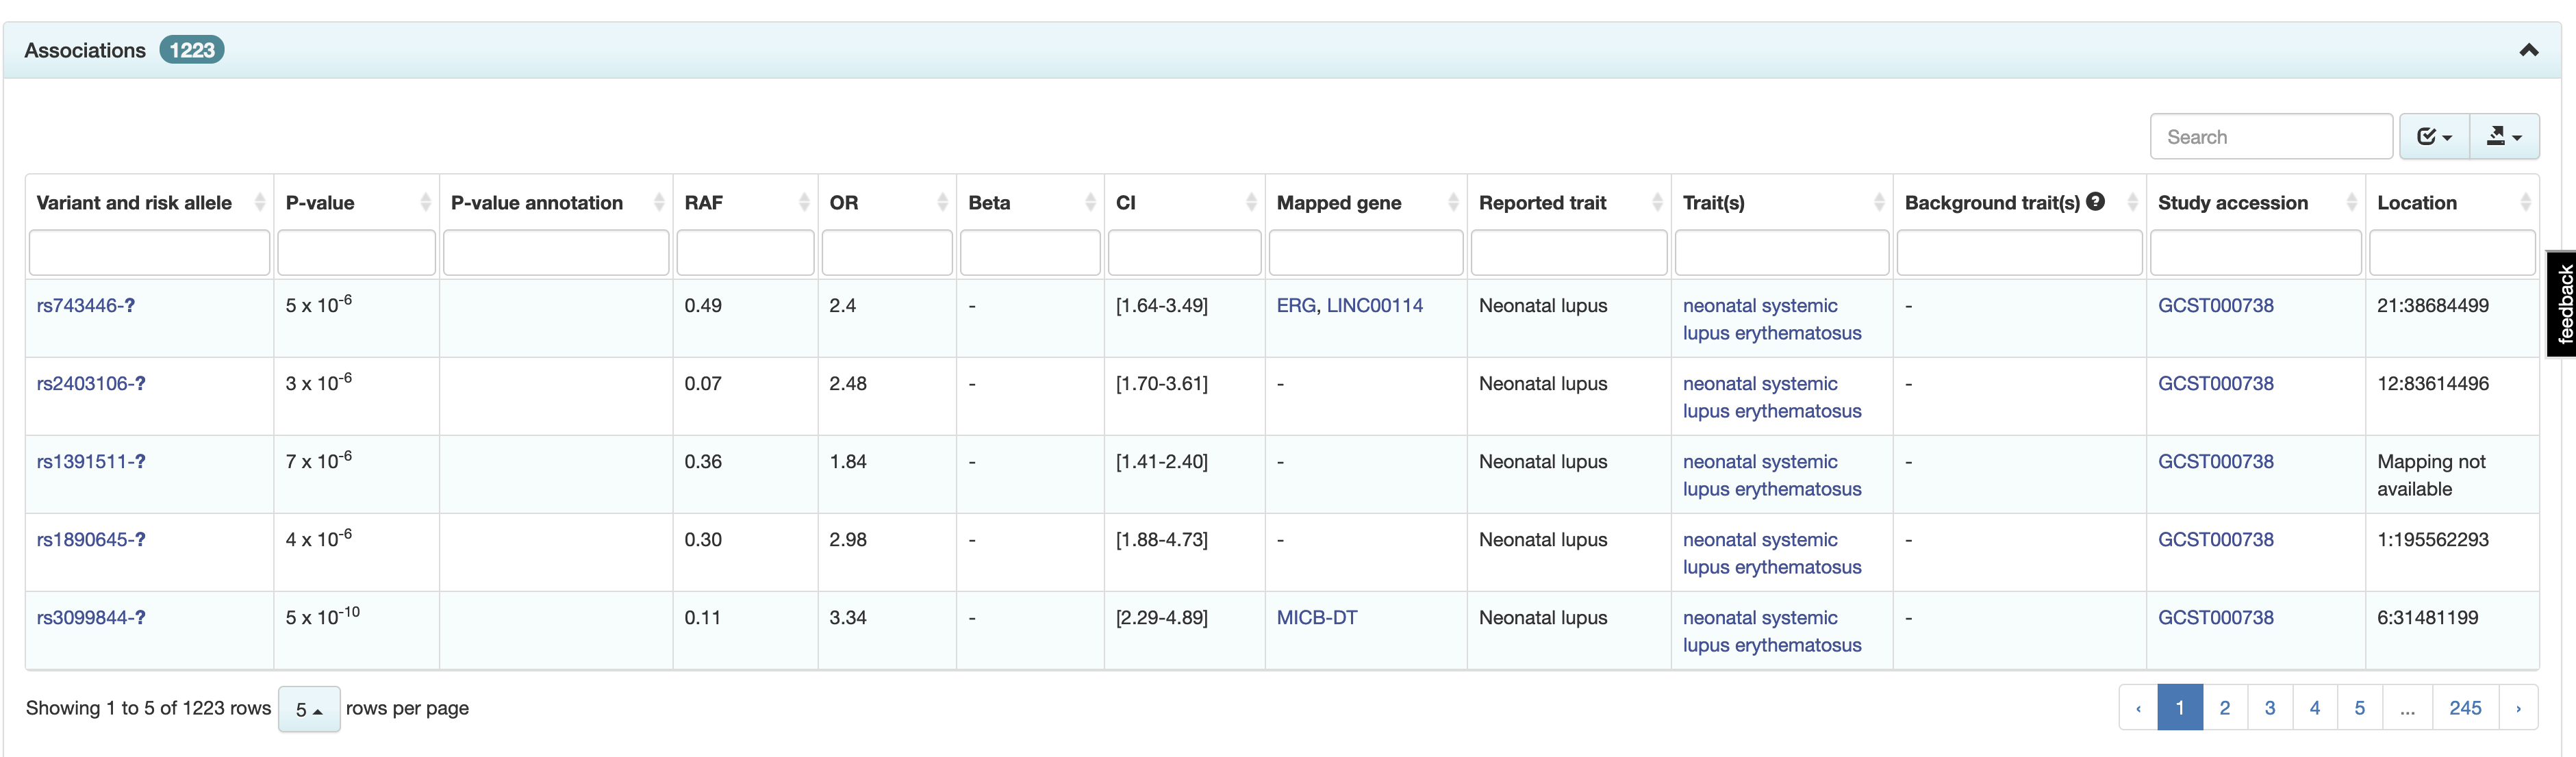 Associations 1223
Search
Variant and risk allele P-value P-value annotation RAF OR Beta CI Mapped gene Reported trait Trait(s) Background trait(s) ? Study accession Location
rs743446-? 5 x 10-6 0.49 2.4 - [1.64-3.49] ERG, LINC00114 Neonatal lupus neonatal systemic - GCST000738 21:38684499
lupus erythematosus
rs2403106-? 3 x 10-6 0.07 2.48 - [1.70-3.61] - Neonatal lupus neonatal systemic - GCST000738 12:83614496
lupus erythematosus
rs1391511-? 7 x 10-6 0.36 1.84 - [1.41-2.40] - Neonatal lupus neonatal systemic - GCST000738 Mapping not
lupus erythematosus available
rs1890645-? 4 x 10-6 0.30 2.98 - [1.88-4.73] - Neonatal lupus neonatal systemic - GCST000738 1:195562293
lupus erythematosus
rs3099844-? 5 x 10-10 0.11 3.34 - [2.29-4.89] MICB-DT Neonatal lupus neonatal systemic - GCST000738 6:31481199
lupus erythematosus
Showing 1 to 5 of 1223 rows 5 rows per page ‹ 1 2 3 4 5 ... 245 ›
feedback